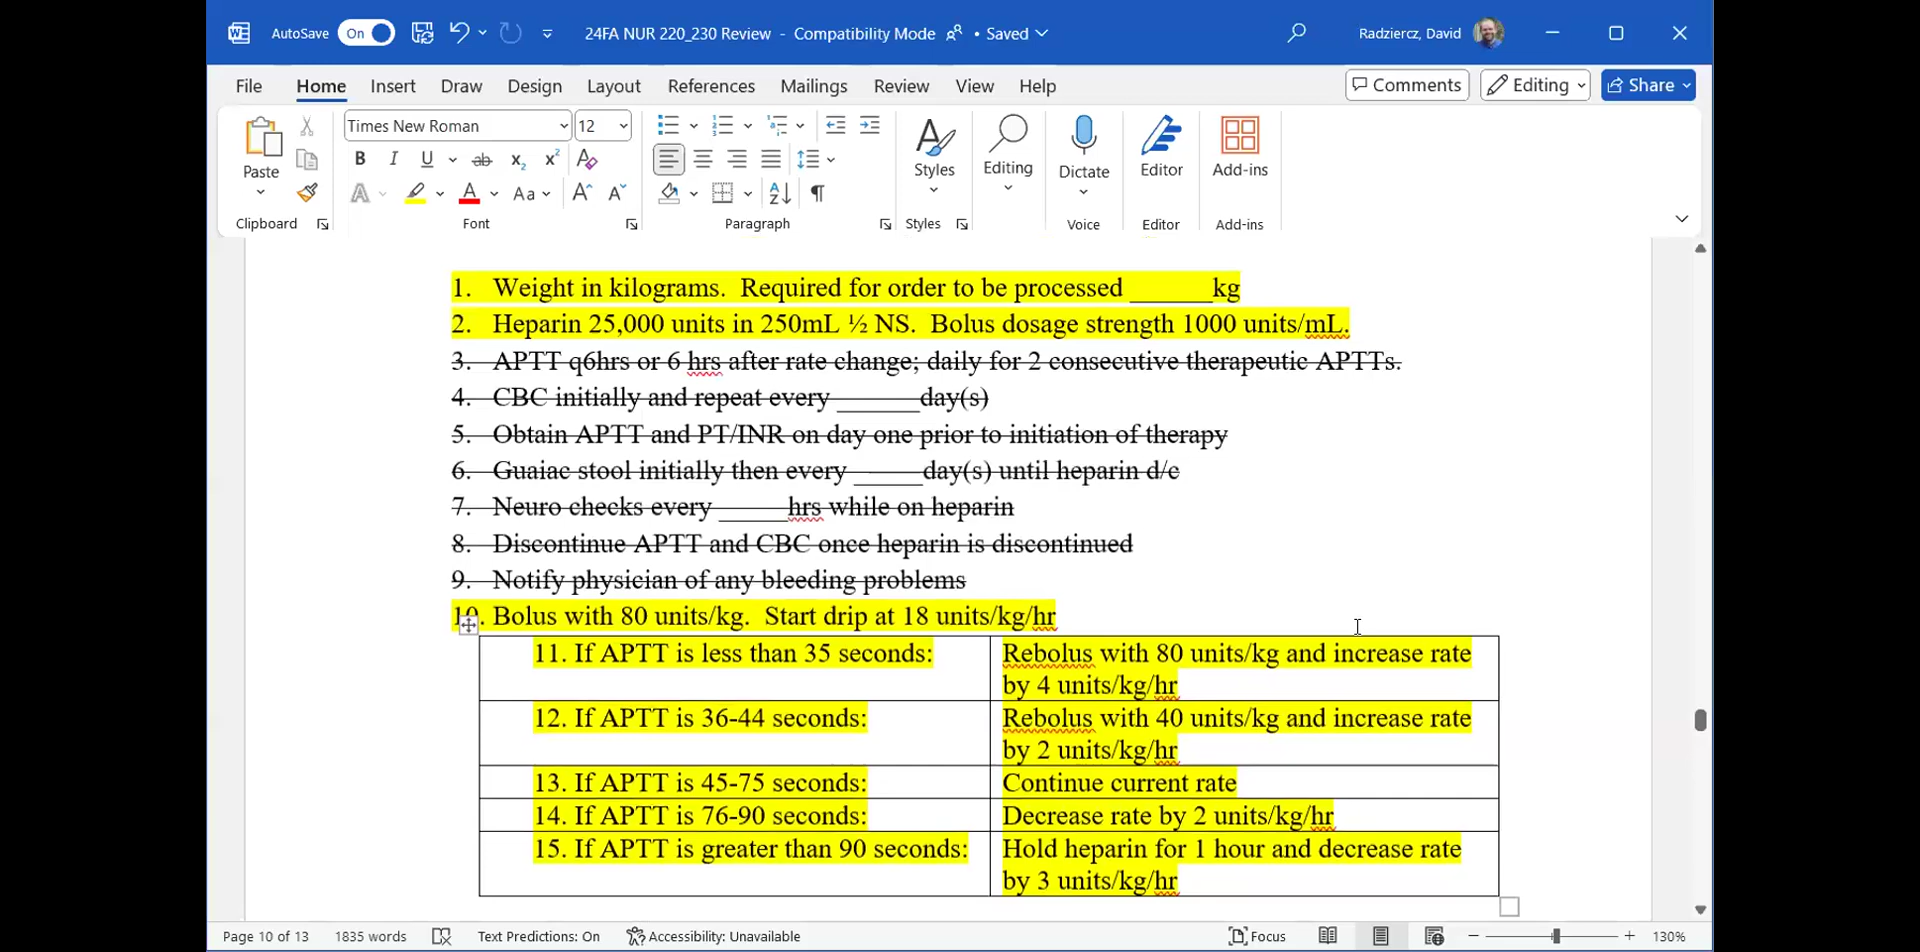 AutoSave On 24FA NUR 220_230 Review - Compatibility Mode • Saved Radziercz, David
File Home Insert Draw Design Layout References Mailings Review View Help Comments Editing Share
Times New Roman 12
Paste B I U ab x₂ x² Styles Editing Dictate Editor Add-ins
A A Aa A A
Clipboard Font Paragraph Styles Voice Editor Add-ins
1. Weight in kilograms. Required for order to be processed ______kg
2. Heparin 25,000 units in 250mL ½ NS. Bolus dosage strength 1000 units/mL.
3. APTT q6hrs or 6 hrs after rate change; daily for 2 consecutive therapeutic APTTs.
4. CBC initially and repeat every ______day(s)
5. Obtain APTT and PT/INR on day one prior to initiation of therapy
6. Guaiac stool initially then every _____day(s) until heparin d/c
7. Neuro checks every _____hrs while on heparin
8. Discontinue APTT and CBC once heparin is discontinued
9. Notify physician of any bleeding problems
10. Bolus with 80 units/kg. Start drip at 18 units/kg/hr
11. If APTT is less than 35 seconds: Rebolus with 80 units/kg and increase rate
by 4 units/kg/hr
12. If APTT is 36-44 seconds: Rebolus with 40 units/kg and increase rate
by 2 units/kg/hr
13. If APTT is 45-75 seconds: Continue current rate
14. If APTT is 76-90 seconds: Decrease rate by 2 units/kg/hr
15. If APTT is greater than 90 seconds: Hold heparin for 1 hour and decrease rate
by 3 units/kg/hr
Page 10 of 13 1835 words Text Predictions: On Accessibility: Unavailable Focus 130%